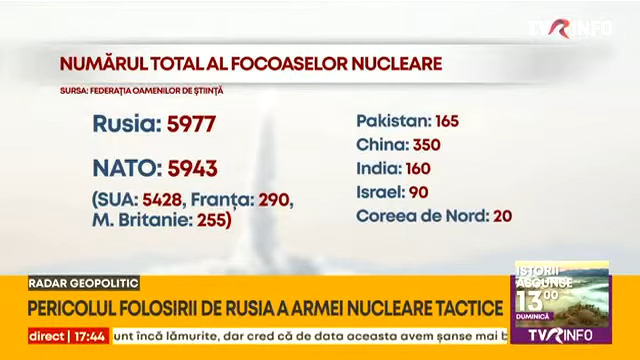 TVR INFO
NUMĂRUL TOTAL AL FOCOASELOR NUCLEARE
SURSA: FEDERAȚIA OAMENILOR DE ȘTIINȚĂ
Rusia: 5977
NATO: 5943
(SUA: 5428, Franța: 290,
M. Britanie: 255)
Pakistan: 165
China: 350
India: 160
Israel: 90
Coreea de Nord: 20
RADAR GEOPOLITIC
PERICOLUL FOLOSIRII DE RUSIA A ARMEI NUCLEARE TACTICE
ISTORII
ASCUNSE
13:00
DUMINICĂ
direct | 17:44 unt încă lămurite, dar cred că de data aceasta avem șanse mai b
TVR INFO